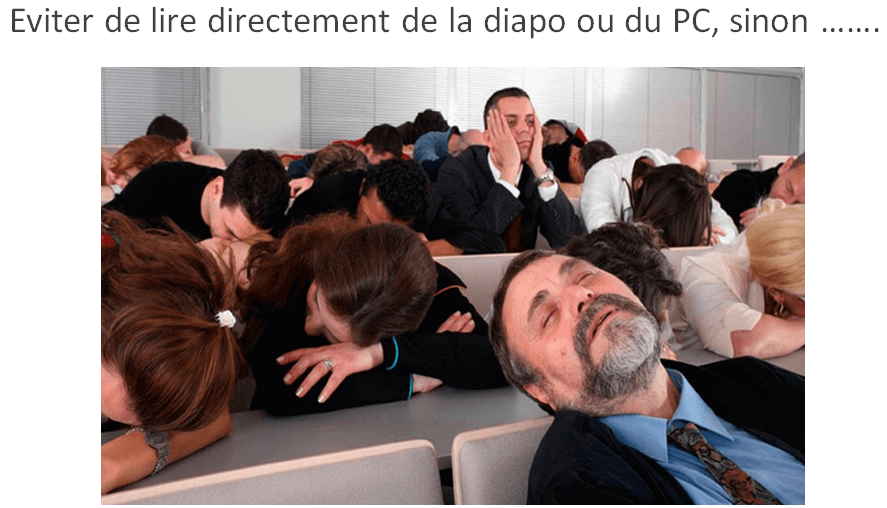 Eviter de lire directement de la diapo ou du PC, sinon …….